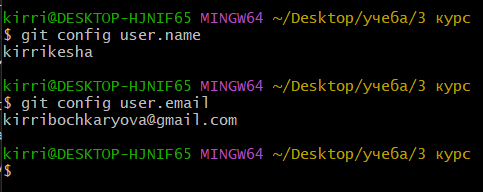 kirri@DESKTOP-HJNIF65 MINGW64 ~/Desktop/учеба/3 курс
$ git config user.name
kirrikesha
kirri@DESKTOP-HJNIF65 MINGW64 ~/Desktop/учеба/3 курс
$ git config user.email
kirribochkaryova@gmail.com
kirri@DESKTOP-HJNIF65 MINGW64 ~/Desktop/учеба/3 курс
$